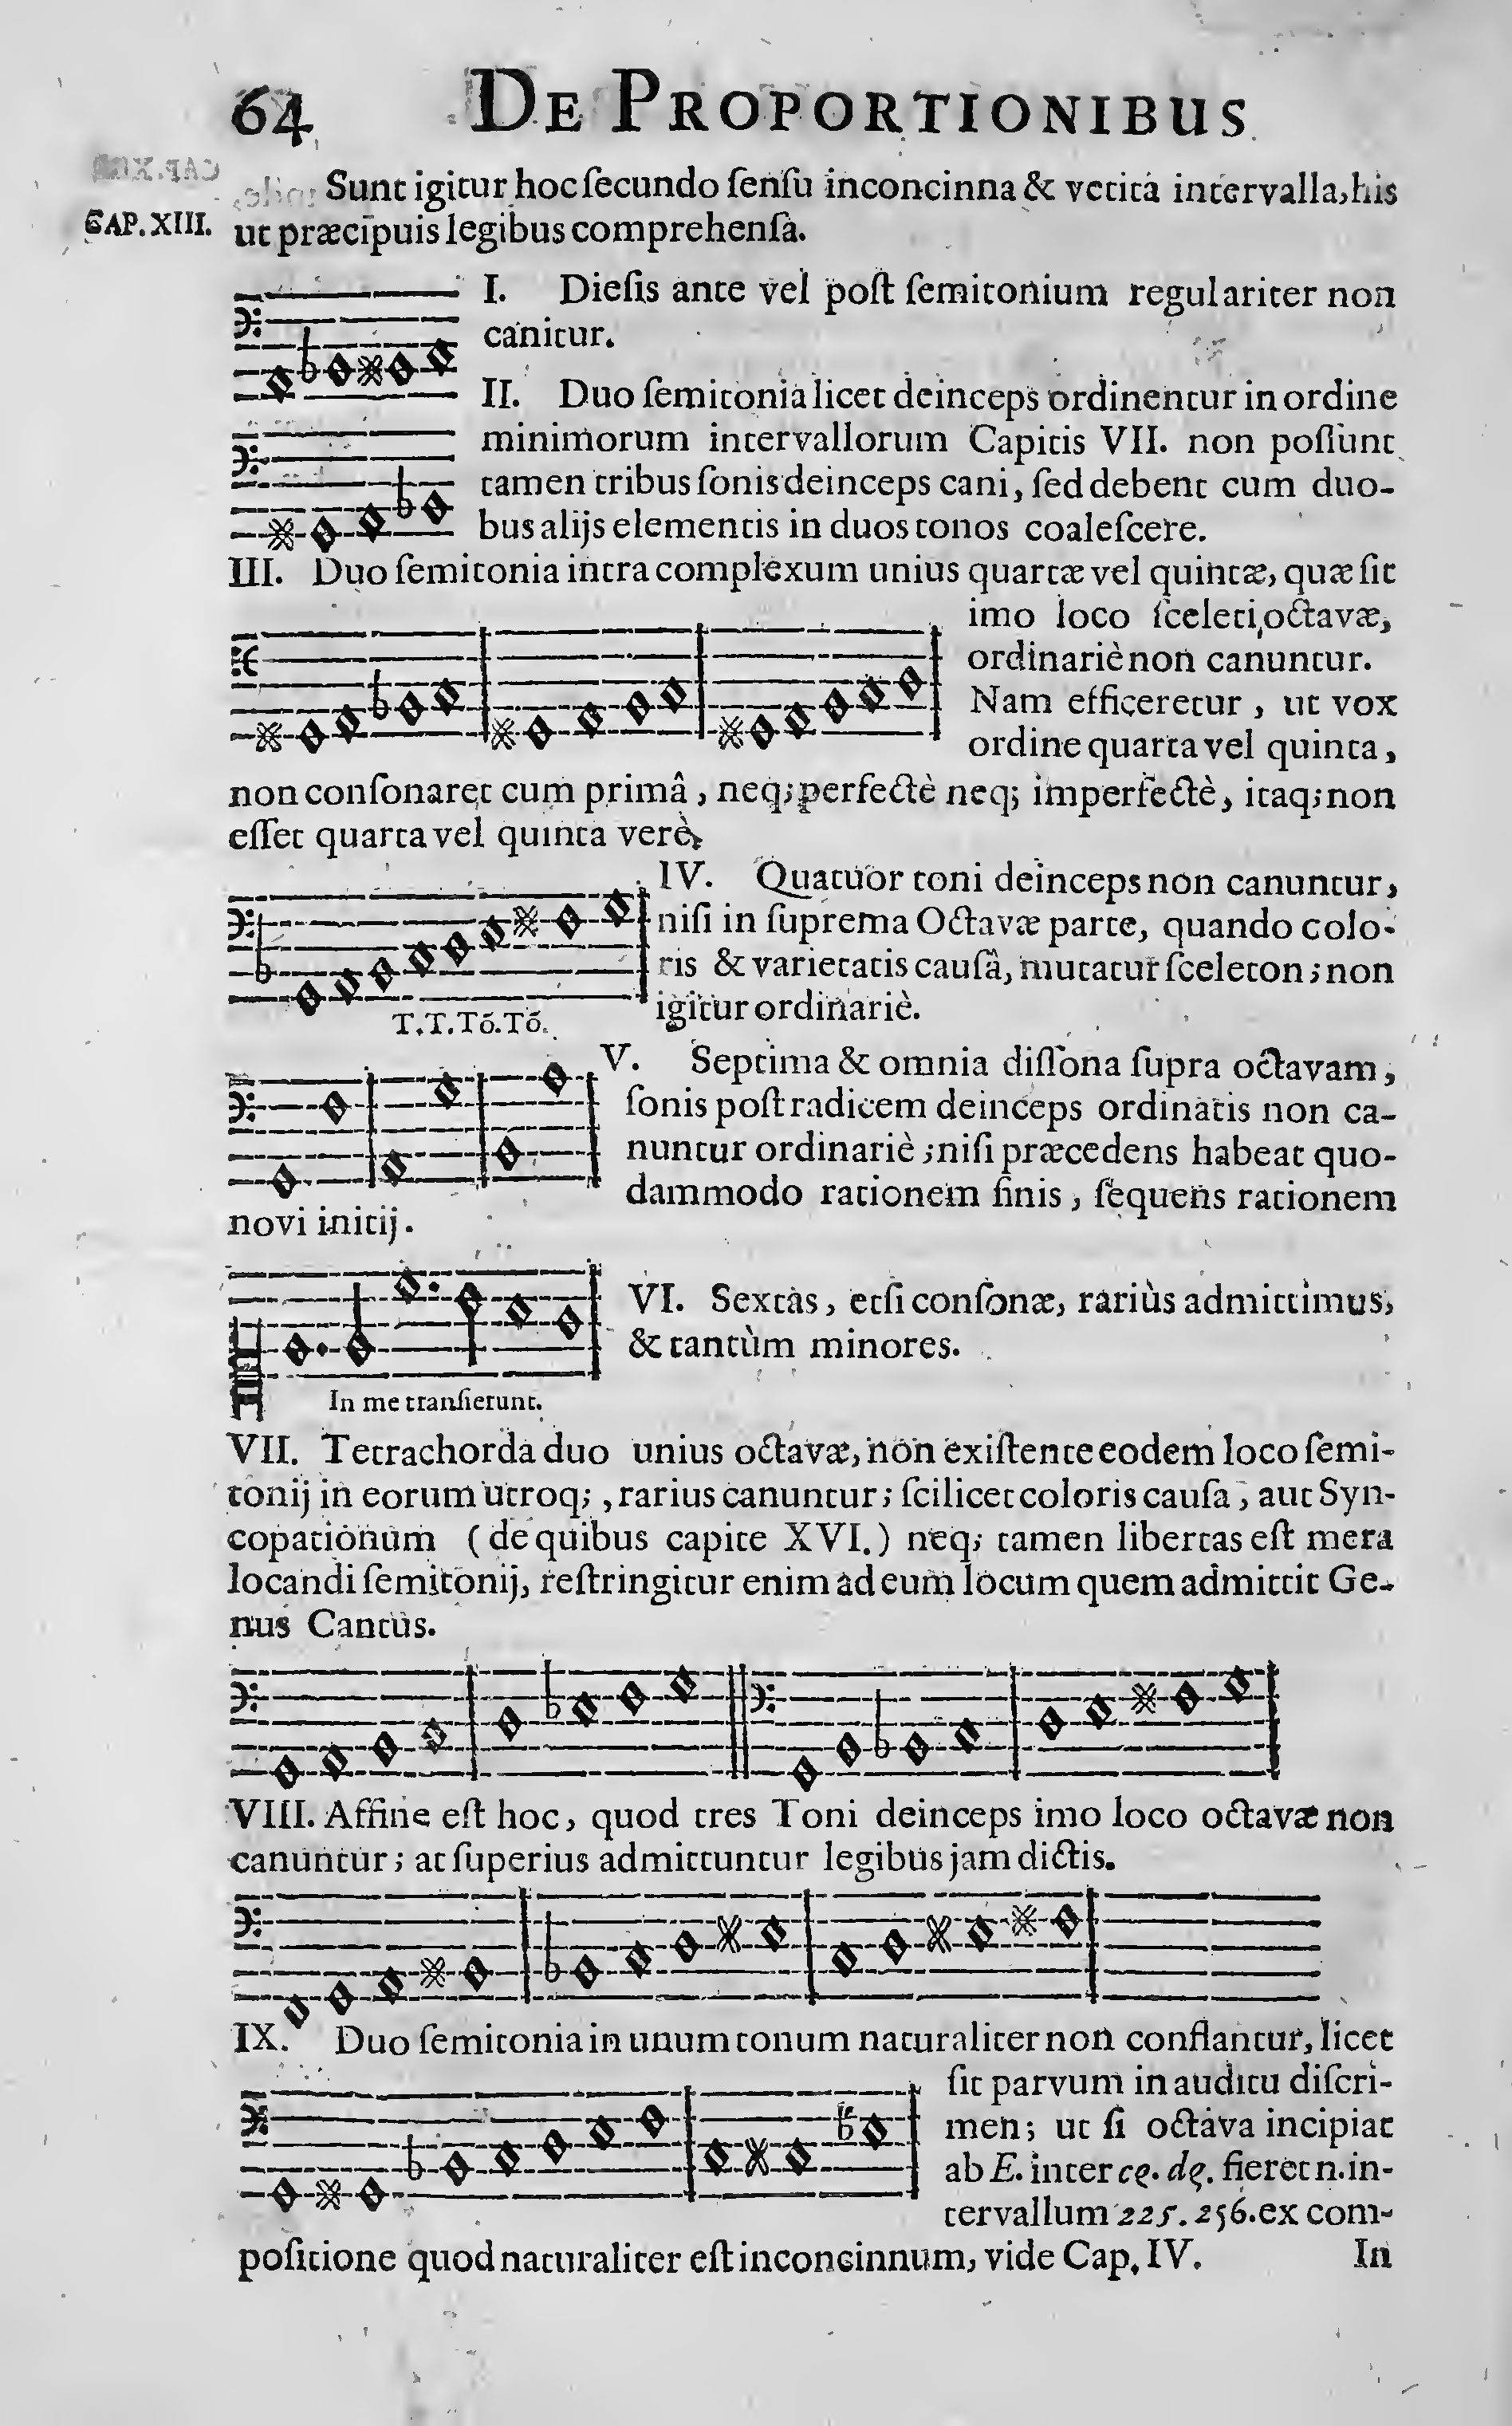 64 DE PROPORTIONIBUS
CAP. XIII.
Sunt igitur hoc ſecundo ſenſu inconcinna & vetita intervalla, his
ut præcipuis legibus comprehenſa.
I. Dieſis ante vel poſt ſemitonium regulariter non
canitur.
II. Duo ſemitonia licet deinceps ordinentur in ordine
minimorum intervallorum Capitis VII. non poſſunt
tamen tribus ſonis deinceps cani, ſed debent cum duo-
bus alijs elementis in duos tonos coaleſcere.
III. Duo ſemitonia intra complexum unius quartæ vel quintæ, quæ ſit
imo loco ſceleti octavæ,
ordinariè non canuntur.
Nam efficeretur, ut vox
ordine quarta vel quinta,
non conſonaret cum primâ, neq; perfectè neq; imperfectè, itaq; non
eſſet quarta vel quinta verè.
IV. Quatuor toni deinceps non canuntur,
niſi in ſuprema Octavæ parte, quando colo-
ris & varietatis cauſâ, mutatur ſceleton; non
igitur ordinariè.
T. T. Tõ. Tõ.
V. Septima & omnia diſſona ſupra octavam,
ſonis poſt radicem deinceps ordinatis non ca-
nuntur ordinariè; niſi præcedens habeat quo-
dammodo rationem finis, ſequens rationem
novi initij.
VI. Sextas, etſi conſonæ, rariùs admittimus,
& tantùm minores.
In me tranſierunt.
VII. Tetrachorda duo unius octavæ, non exiſtente eodem loco ſemi-
tonij in eorum utroq;, rarius canuntur; ſcilicet coloris cauſa, aut Syn-
copationum (de quibus capite XVI.) neq; tamen libertas eſt mera
locandi ſemitonij, reſtringitur enim ad eum locum quem admittit Ge-
nus Cantus.
VIII. Affine eſt hoc, quod tres Toni deinceps imo loco octavæ non
canuntur; at ſuperius admittuntur legibus jam dictis.
IX. Duo ſemitonia in unum tonum naturaliter non conflantur, licet
ſit parvum in auditu diſcri-
men; ut ſi octava incipiat
ab E. inter cꝗ. dꝗ. fieret n. in-
tervallum 225. 256. ex com-
poſitione quod naturaliter eſt inconcinnum, vide Cap. IV. In